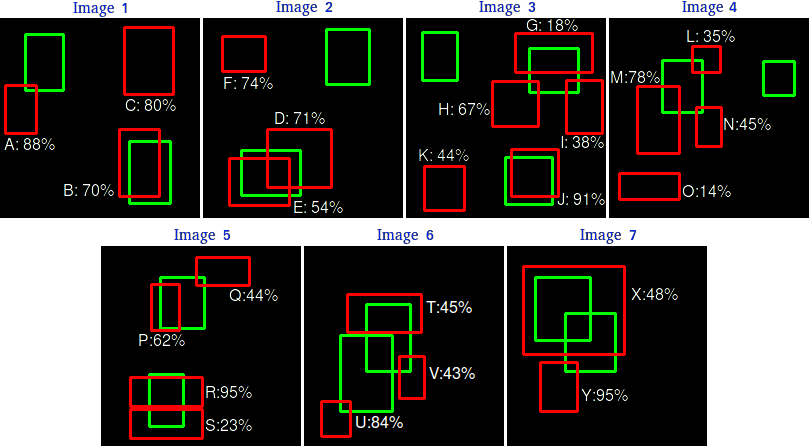 Image 1
Image 2
Image 3
Image 4
A: 88%
C: 80%
B: 70%
F: 74%
D: 71%
E: 54%
G: 18%
H: 67%
I: 38%
K: 44%
J: 91%
L: 35%
M:78%
N:45%
O:14%
Image 5
Image 6
Image 7
Q:44%
P:62%
R:95%
S:23%
T:45%
V:43%
U:84%
X:48%
Y:95%